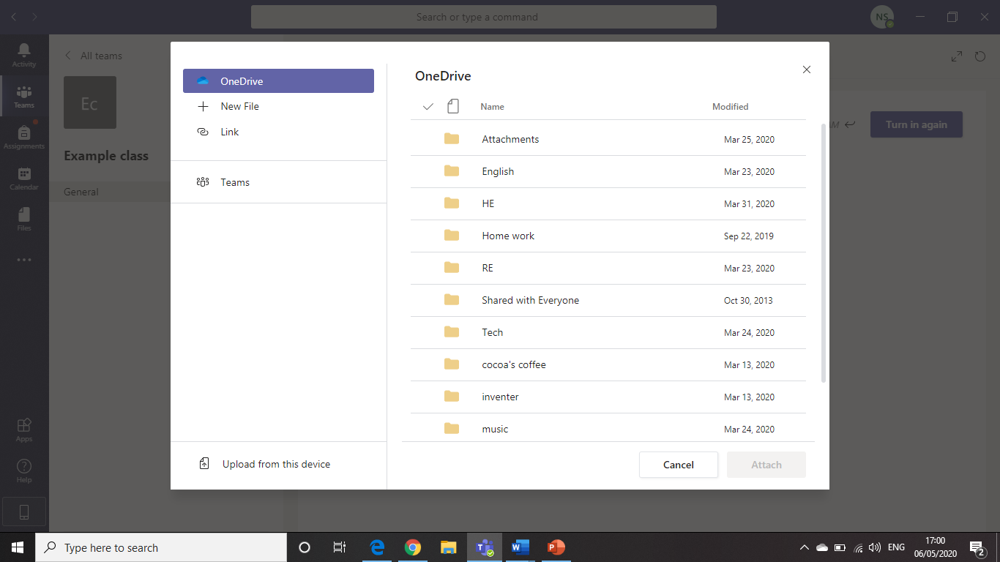 Search or type a command
NS
Activity
Teams
Assignments
Calendar
Files
Apps
Help
All teams
Ec
Example class
General
OneDrive
New File
Link
Teams
Upload from this device
OneDrive
Name Modified
Attachments Mar 25, 2020
English Mar 23, 2020
HE Mar 31, 2020
Home work Sep 22, 2019
RE Mar 23, 2020
Shared with Everyone Oct 30, 2013
Tech Mar 24, 2020
cocoa's coffee Mar 13, 2020
inventer Mar 13, 2020
music Mar 24, 2020
Cancel Attach
AM
Turn in again
Type here to search
ENG
17:00
06/05/2020
2